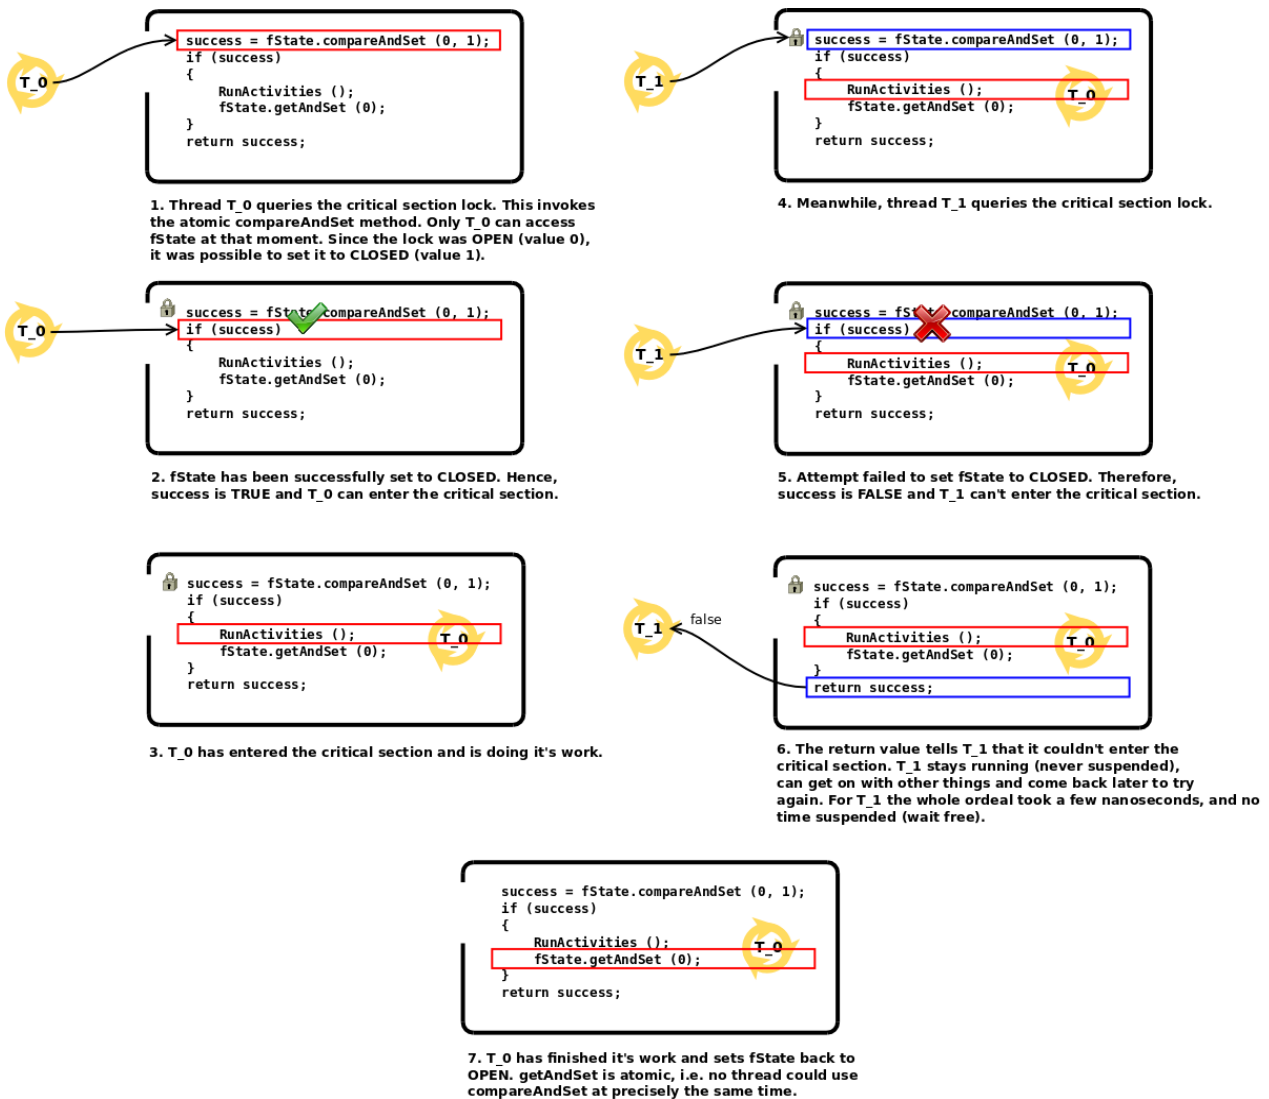 T_0
success = fState.compareAndSet (0, 1);
if (success)
{
RunActivities ();
fState.getAndSet (0);
}
return success;
1. Thread T_0 queries the critical section lock. This invokes
the atomic compareAndSet method. Only T_0 can access
fState at that moment. Since the lock was OPEN (value 0),
it was possible to set it to CLOSED (value 1).
T_0
success = fState.compareAndSet (0, 1);
if (success)
{
RunActivities ();
fState.getAndSet (0);
}
return success;
2. fState has been successfully set to CLOSED. Hence,
success is TRUE and T_0 can enter the critical section.
success = fState.compareAndSet (0, 1);
if (success)
{
RunActivities ();
T_0
fState.getAndSet (0);
}
return success;
3. T_0 has entered the critical section and is doing it's work.
T_1
success = fState.compareAndSet (0, 1);
if (success)
{
RunActivities ();
T_0
fState.getAndSet (0);
}
return success;
4. Meanwhile, thread T_1 queries the critical section lock.
T_1
success = fState.compareAndSet (0, 1);
if (success)
{
RunActivities ();
T_0
fState.getAndSet (0);
}
return success;
5. Attempt failed to set fState to CLOSED. Therefore,
success is FALSE and T_1 can't enter the critical section.
T_1
false
success = fState.compareAndSet (0, 1);
if (success)
{
RunActivities ();
T_0
fState.getAndSet (0);
}
return success;
6. The return value tells T_1 that it couldn't enter the
critical section. T_1 stays running (never suspended),
can get on with other things and come back later to try
again. For T_1 the whole ordeal took a few nanoseconds, and no
time suspended (wait free).
success = fState.compareAndSet (0, 1);
if (success)
{
RunActivities ();
T_0
fState.getAndSet (0);
}
return success;
7. T_0 has finished it's work and sets fState back to
OPEN. getAndSet is atomic, i.e. no thread could use
compareAndSet at precisely the same time.